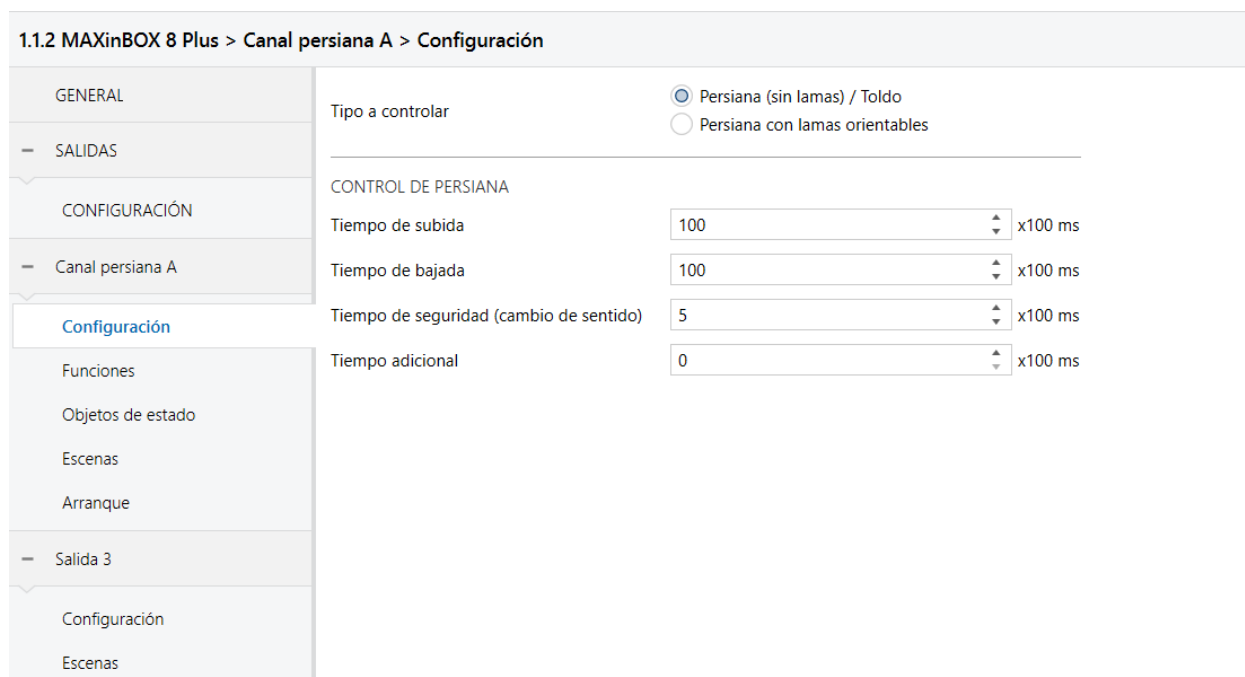 1.1.2 MAXinBOX 8 Plus > Canal persiana A > Configuración
GENERAL
SALIDAS
CONFIGURACIÓN
Canal persiana A
Configuración
Funciones
Objetos de estado
Escenas
Arranque
Salida 3
Configuración
Escenas
Tipo a controlar
Persiana (sin lamas) / Toldo
Persiana con lamas orientables
CONTROL DE PERSIANA
Tiempo de subida 100 x100 ms
Tiempo de bajada 100 x100 ms
Tiempo de seguridad (cambio de sentido) 5 x100 ms
Tiempo adicional 0 x100 ms